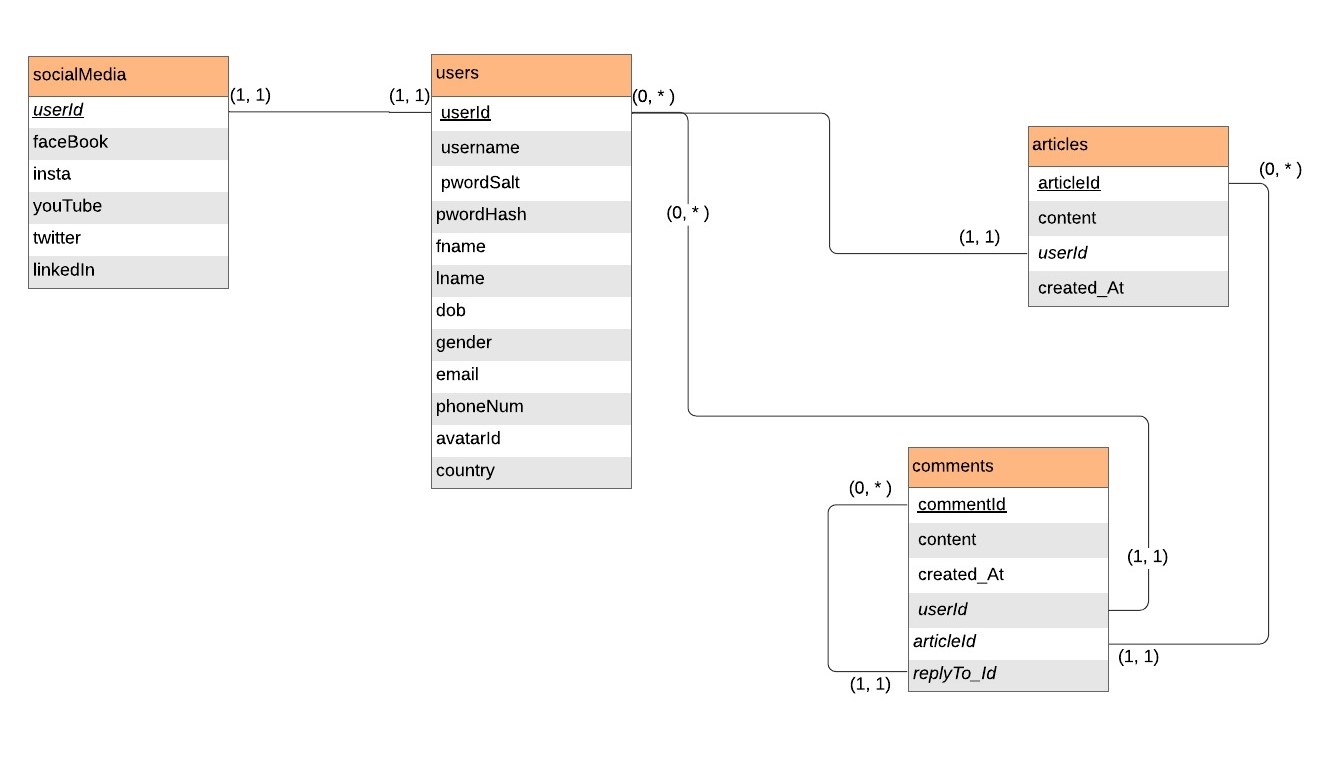 socialMedia
userId
faceBook
insta
youTube
twitter
linkedIn
(1, 1)
(1, 1)
users
userId
username
pwordSalt
pwordHash
fname
lname
dob
gender
email
phoneNum
avatarId
country
(0, * )
(0, * )
(1, 1)
articles
articleId
content
userId
created_At
(0, * )
comments
commentId
content
created_At
userId
articleId
replyTo_Id
(0, * )
(1, 1)
(1, 1)
(1, 1)